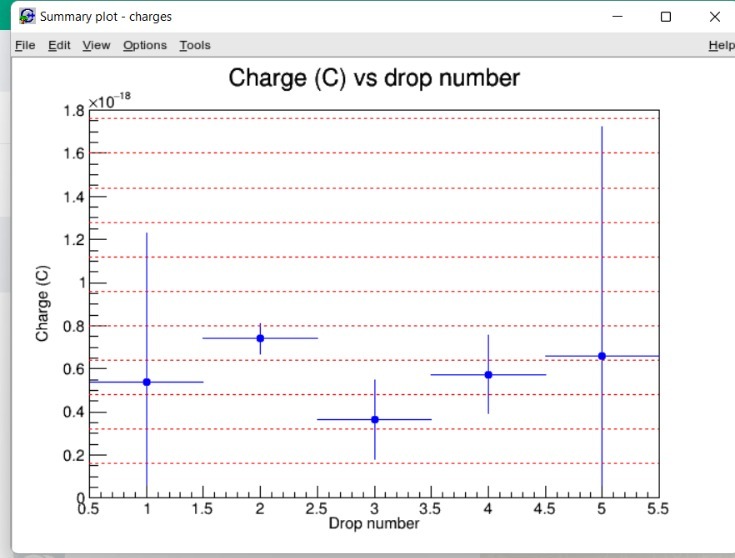 Summary plot - charges
File Edit View Options Tools Help
Charge (C) vs drop number
×10⁻¹⁸
1.8
1.6
1.4
1.2
1
0.8
0.6
0.4
0.2
0
Charge (C)
0.5 1 1.5 2 2.5 3 3.5 4 4.5 5 5.5
Drop number